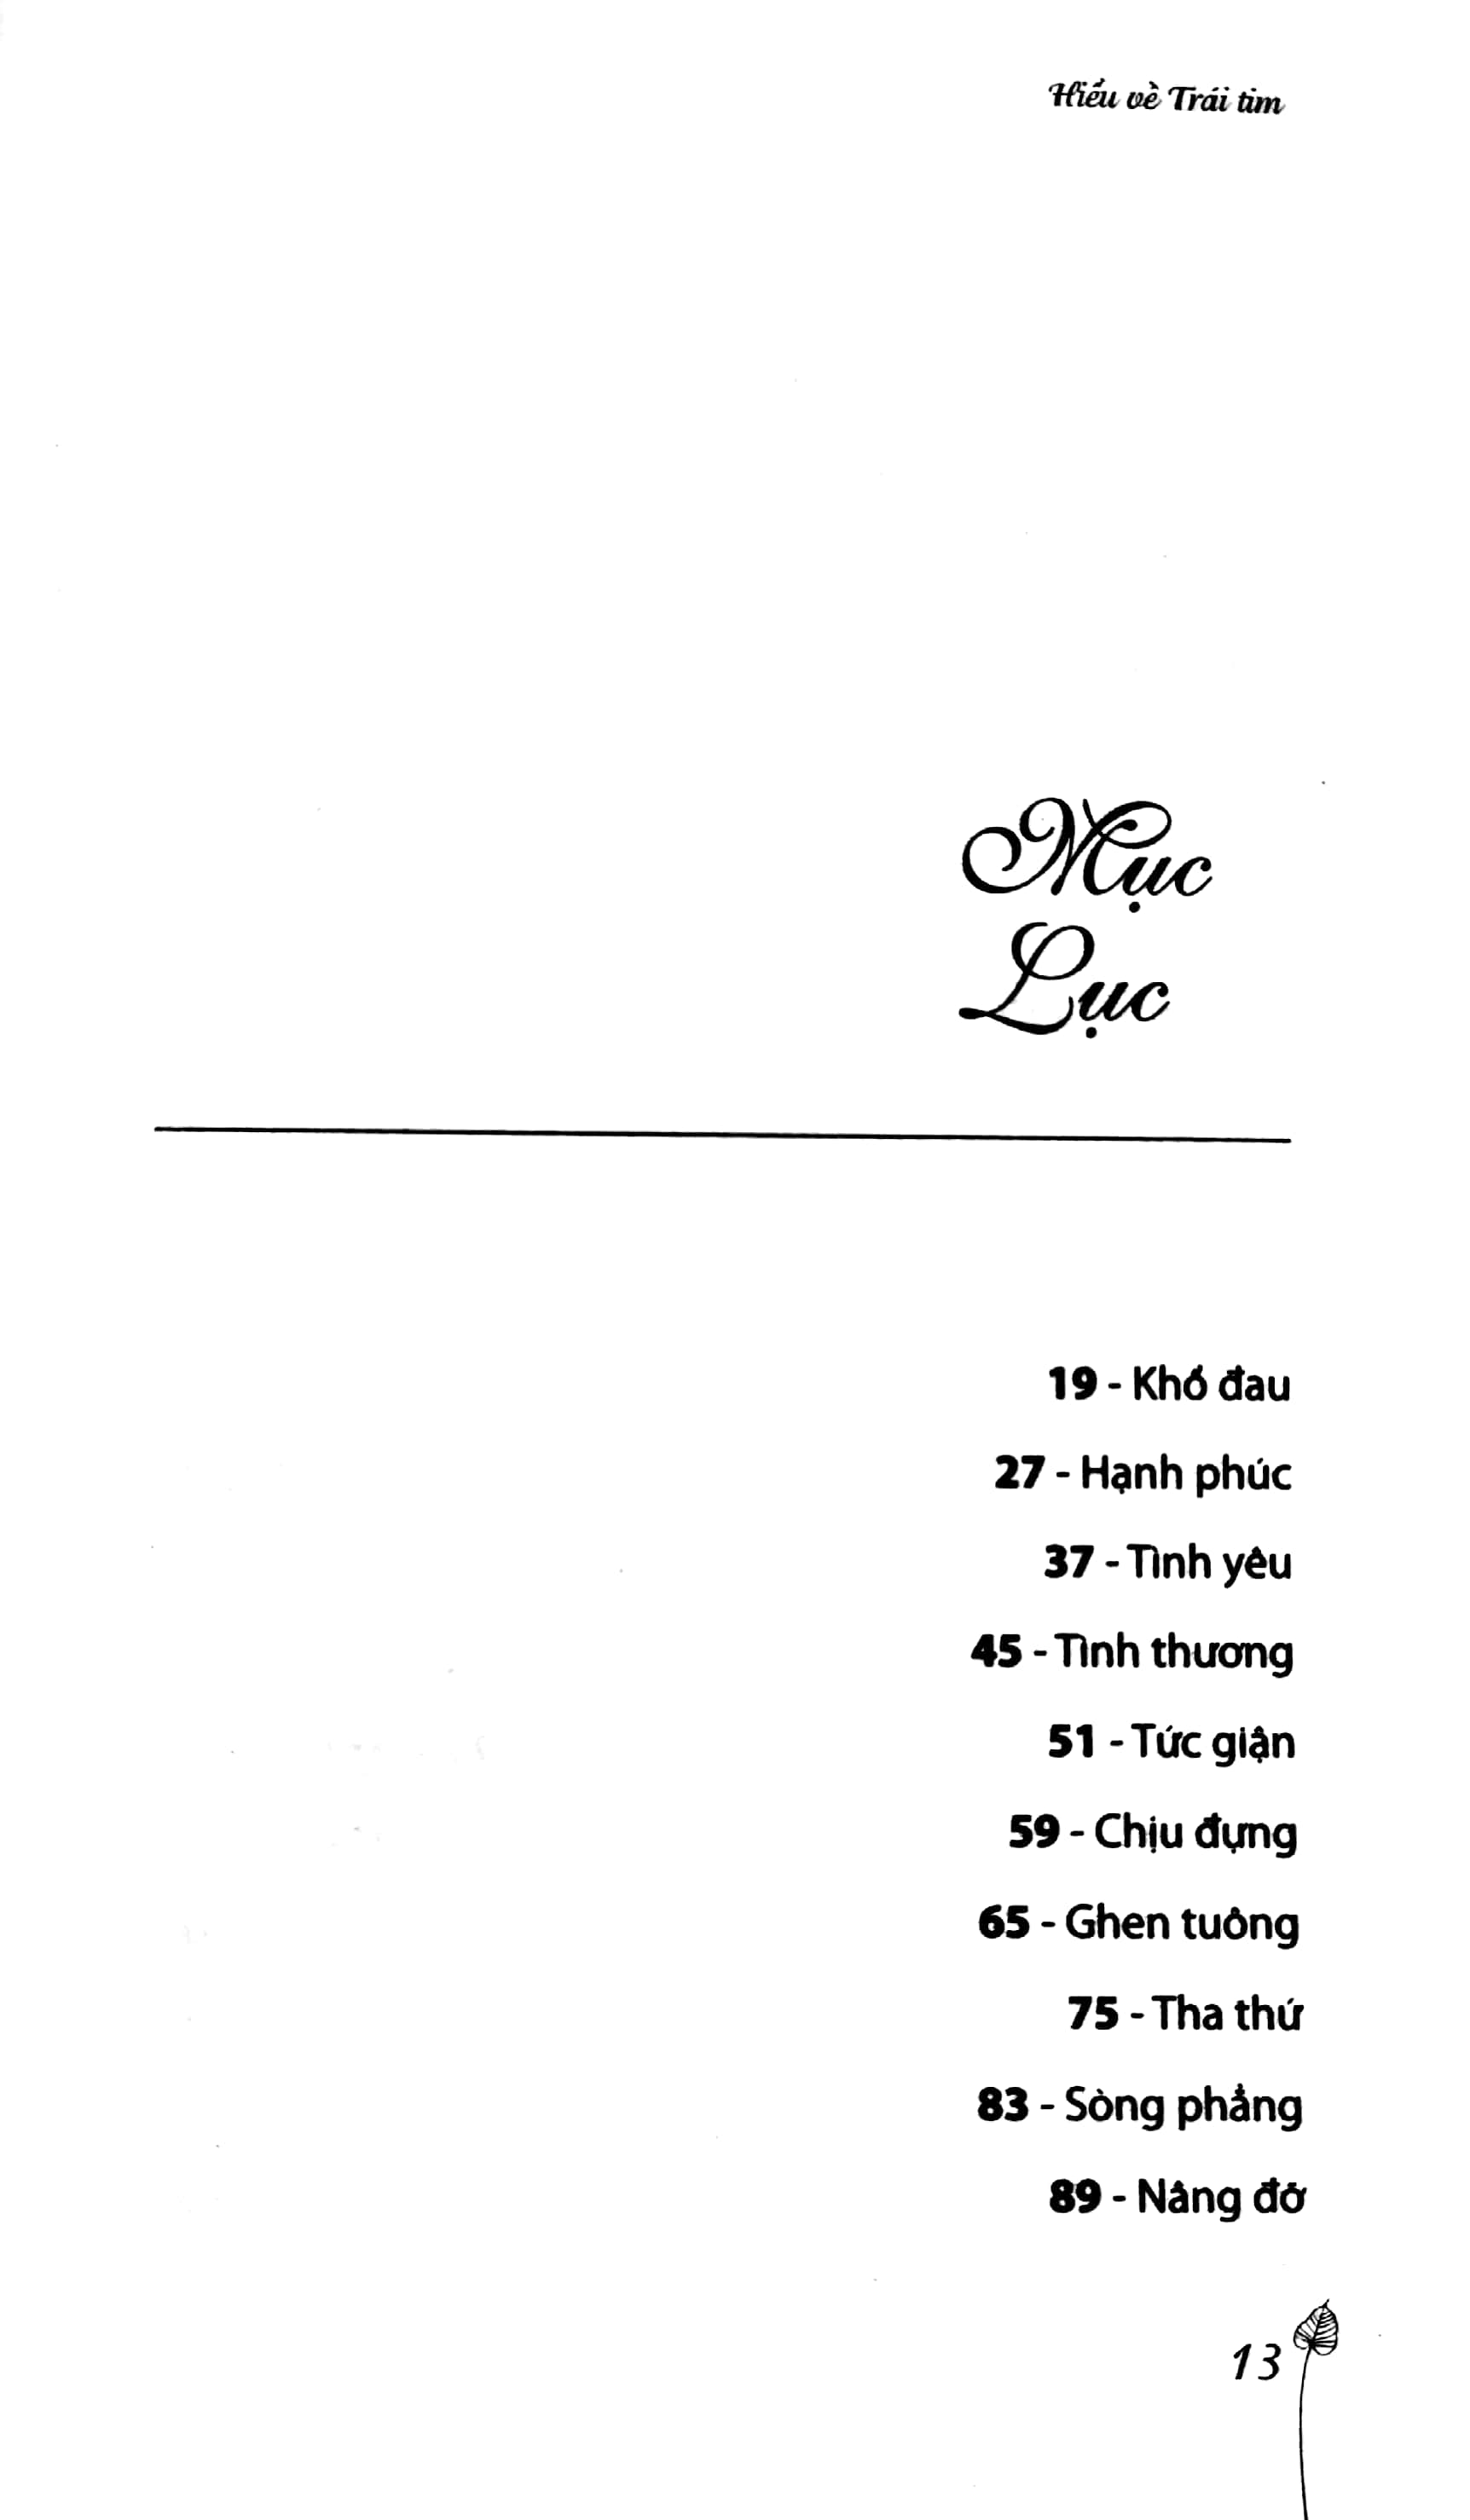 Hiểu về Trái tim
Mục
Lục
19 - Khổ đau
27 - Hạnh phúc
37 - Tình yêu
45 - Tình thương
51 - Tức giận
59 - Chịu đựng
65 - Ghen tuông
75 - Tha thứ
83 - Sòng phẳng
89 - Nâng đỡ
13